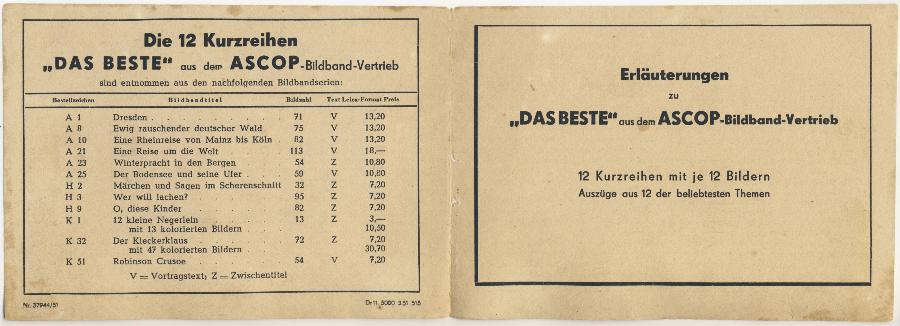 Die 12 Kurzreihen
„DAS BESTE“ aus dem ASCOP-Bildband-Vertrieb
sind entnommen aus den nachfolgenden Bildbandserien:
Bestellzeichen Bildbandtitel Bildzahl Text Leica-Format Preis
A 1 Dresden . . . . . . . . . 71 V 13,20
A 8 Ewig rauschender deutscher Wald 75 V 13,20
A 10 Eine Rheinreise von Mainz bis Köln . 82 V 13,20
A 21 Eine Reise um die Welt . . . . 113 V 18,—
A 23 Winterpracht in den Bergen . . . 54 Z 10,80
A 25 Der Bodensee und seine Ufer . . . 59 V 10,80
H 2 Märchen und Sagen im Scherenschnitt 32 Z 7,20
H 3 Wer will lachen? . . . . . . 95 Z 7,20
H 9 O, diese Kinder . . . . . . 82 Z 7,20
K 1 12 kleine Negerlein . . . . . 13 Z 3,—
mit 13 kolorierten Bildern . . . . 10,50
K 32 Der Kleckerklaus . . . . . . 72 Z 7,20
mit 47 kolorierten Bildern . . . . 30,70
K 51 Robinson Crusoe . . . . . . 54 V 7,20
V = Vortragstext; Z = Zwischentitel
Nr. 37944/51
Dr 11 5000 3.51 515
Erläuterungen
zu
„DAS BESTE“ aus dem ASCOP-Bildband-Vertrieb
12 Kurzreihen mit je 12 Bildern
Auszüge aus 12 der beliebtesten Themen